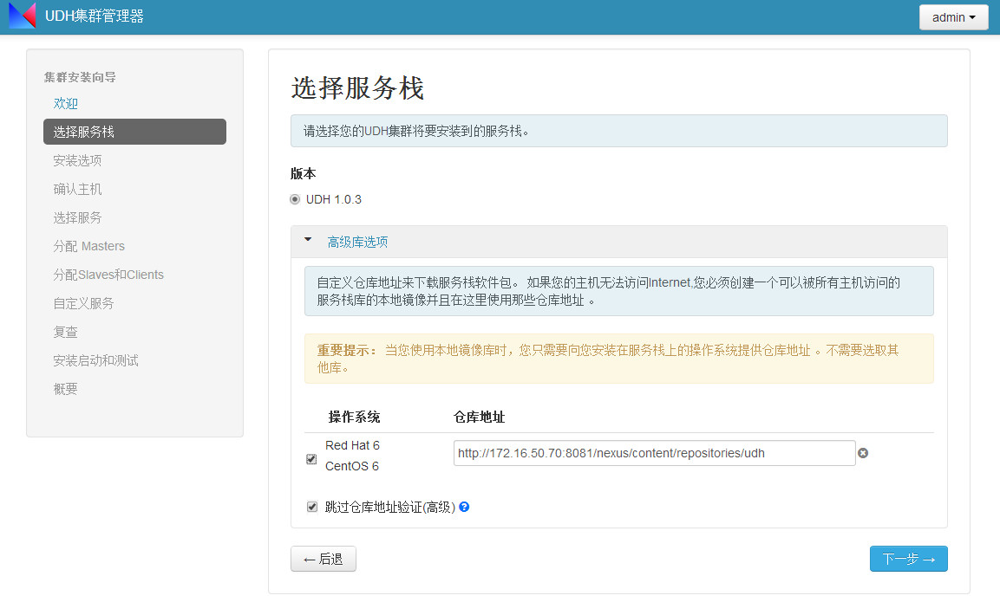 UDH集群管理器
admin
集群安装向导
欢迎
选择服务栈
安装选项
确认主机
选择服务
分配 Masters
分配Slaves和Clients
自定义服务
复查
安装启动和测试
概要
选择服务栈
请选择您的UDH集群将要安装到的服务栈。
版本
UDH 1.0.3
高级库选项
自定义仓库地址来下载服务栈软件包。 如果您的主机无法访问Internet,您必须创建一个可以被所有主机访问的
服务栈库的本地镜像并且在这里使用那些仓库地址 。
重要提示： 当您使用本地镜像库时，您只需要向您安装在服务栈上的操作系统提供仓库地址 。不需要选取其
他库。
操作系统 仓库地址
Red Hat 6
CentOS 6
http://172.16.50.70:8081/nexus/content/repositories/udh
跳过仓库地址验证(高级) ?
← 后退
下一步 →